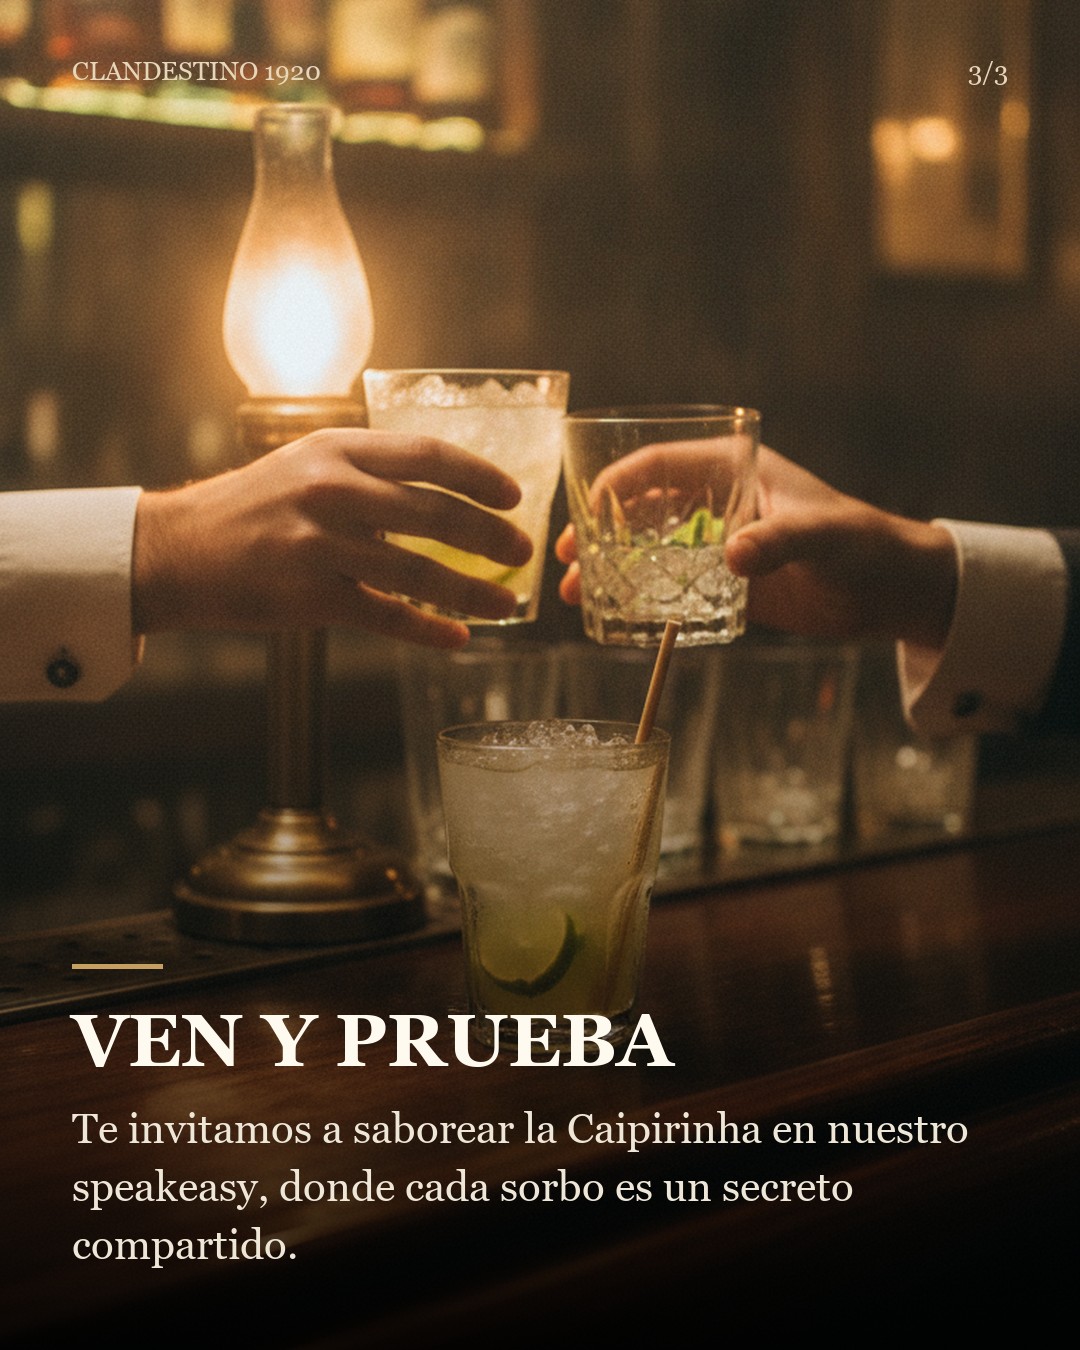 CLANDESTINO 1920
3/3
VEN Y PRUEBA
Te invitamos a saborear la Caipirinha en nuestro
speakeasy, donde cada sorbo es un secreto
compartido.